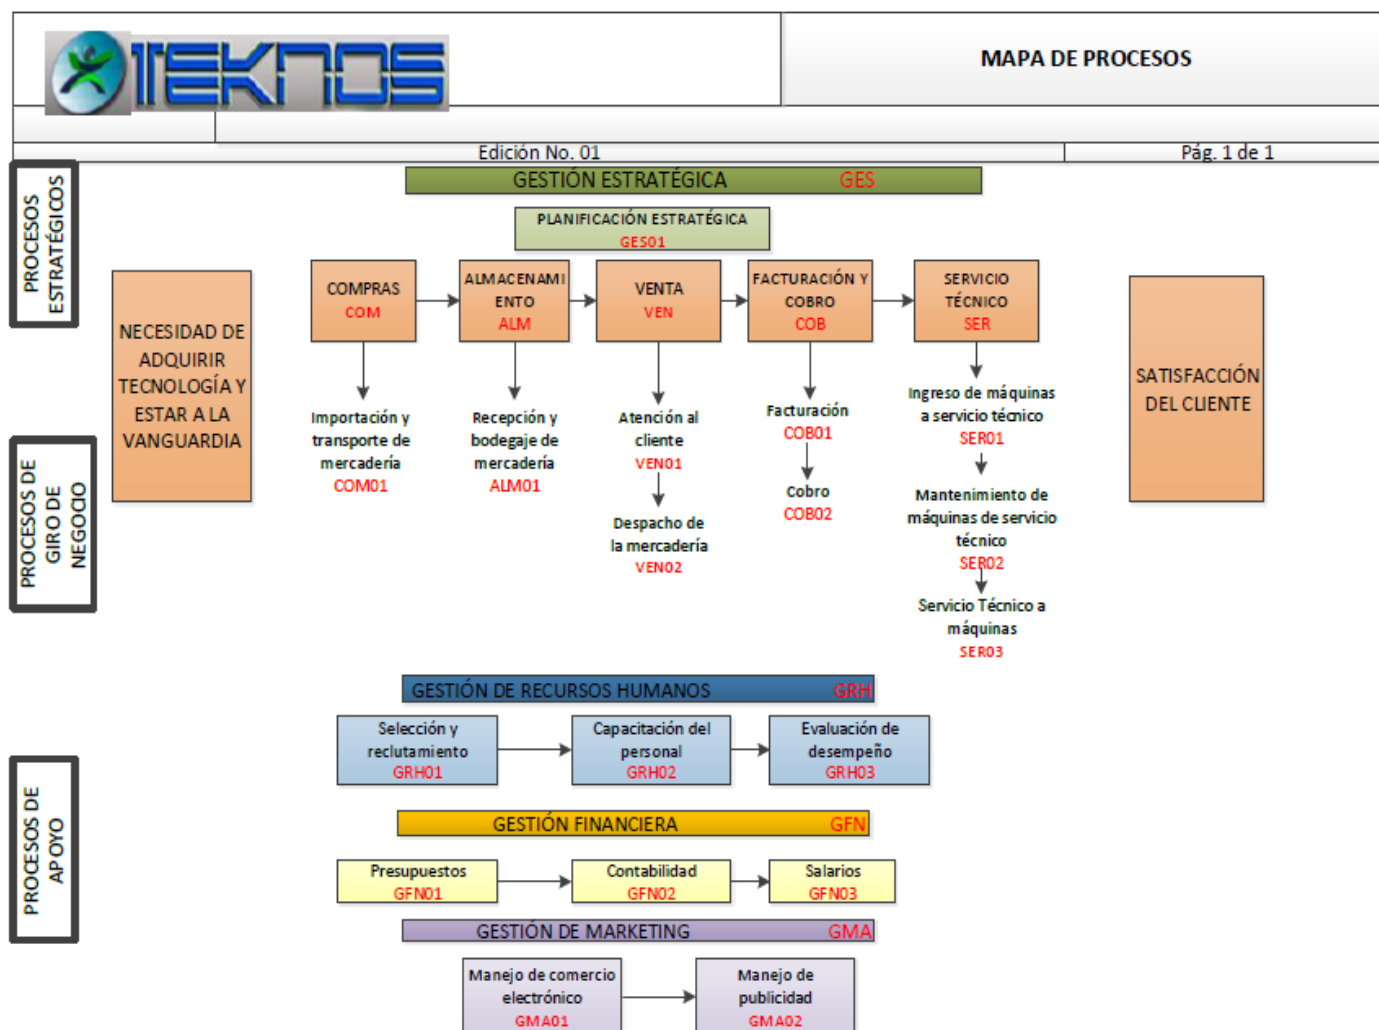 TEKNOS
MAPA DE PROCESOS
Edición No. 01
Pág. 1 de 1
PROCESOS
ESTRATÉGICOS
GESTIÓN ESTRATÉGICA GES
PLANIFICACIÓN ESTRATÉGICA
GES01
NECESIDAD DE
ADQUIRIR
TECNOLOGÍA Y
ESTAR A LA
VANGUARDIA
COMPRAS
COM
ALMACENAMI
ENTO
ALM
VENTA
VEN
FACTURACIÓN Y
COBRO
COB
SERVICIO
TÉCNICO
SER
SATISFACCIÓN
DEL CLIENTE
PROCESOS DE
GIRO DE
NEGOCIO
Importación y
transporte de
mercadería
COM01
Recepción y
bodegaje de
mercadería
ALM01
Atención al
cliente
VEN01
Despacho de
la mercadería
VEN02
Facturación
COB01
Cobro
COB02
Ingreso de máquinas
a servicio técnico
SER01
Mantenimiento de
máquinas de servicio
técnico
SER02
Servicio Técnico a
máquinas
SER03
PROCESOS DE
APOYO
GESTIÓN DE RECURSOS HUMANOS GRH
Selección y
reclutamiento
GRH01
Capacitación del
personal
GRH02
Evaluación de
desempeño
GRH03
GESTIÓN FINANCIERA GFN
Presupuestos
GFN01
Contabilidad
GFN02
Salarios
GFN03
GESTIÓN DE MARKETING GMA
Manejo de comercio
electrónico
GMA01
Manejo de
publicidad
GMA02